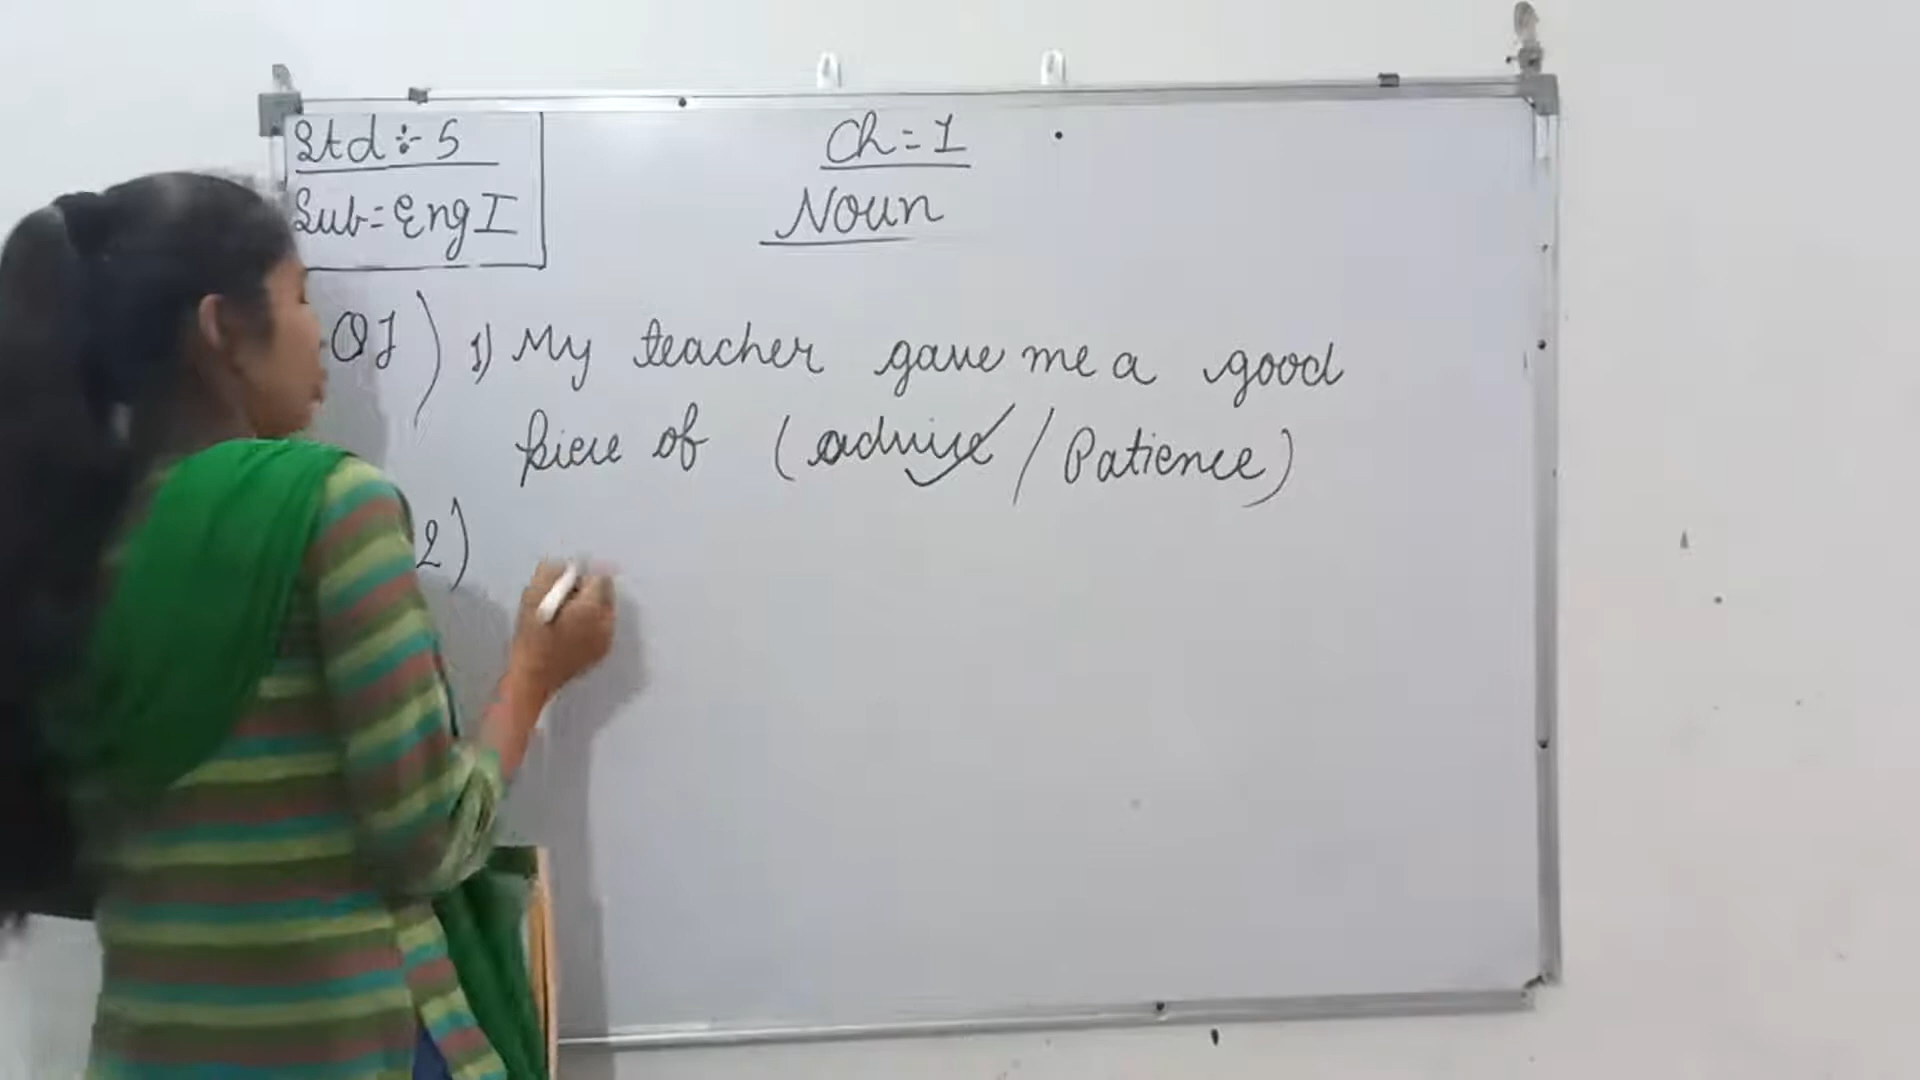 Std :- 5
Sub = Eng I
Ch = 1
Noun
Q1) 1) My teacher gave me a good
piece of (advice / Patience)
2)